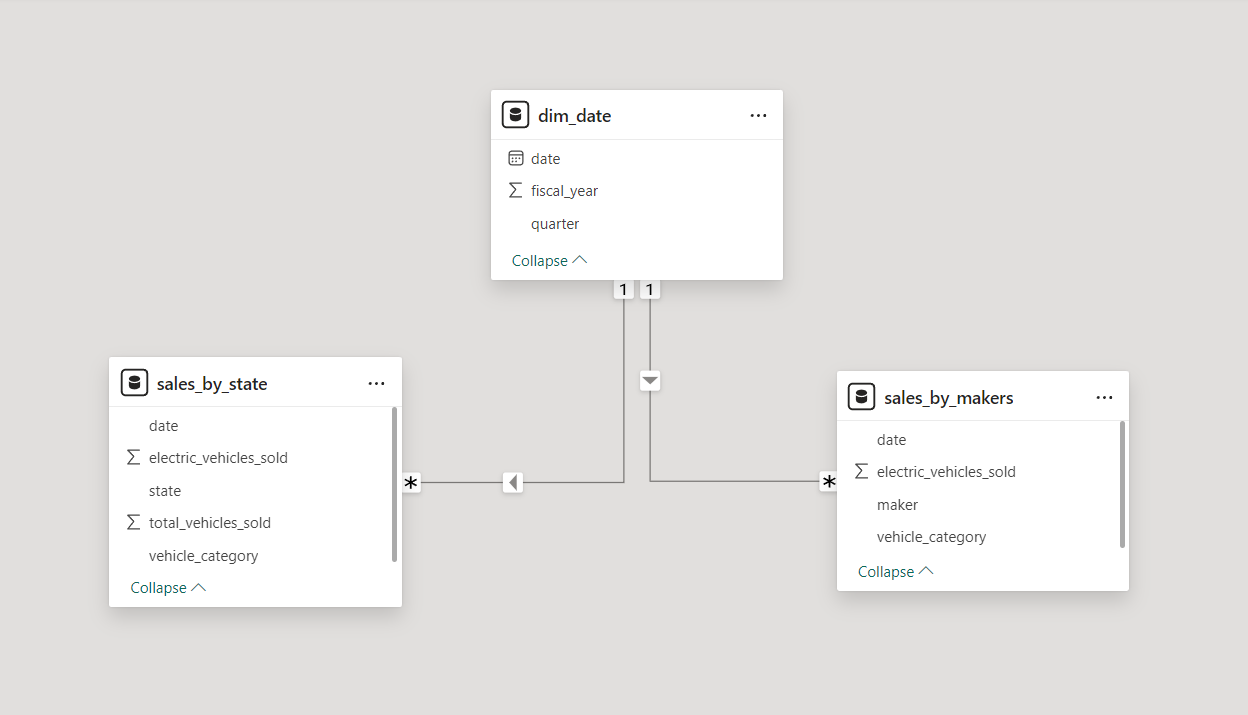 dim_date
date
fiscal_year
quarter
Collapse
1 1
sales_by_state
date
electric_vehicles_sold
state
total_vehicles_sold
vehicle_category
Collapse
*
sales_by_makers
date
electric_vehicles_sold
maker
vehicle_category
Collapse
*